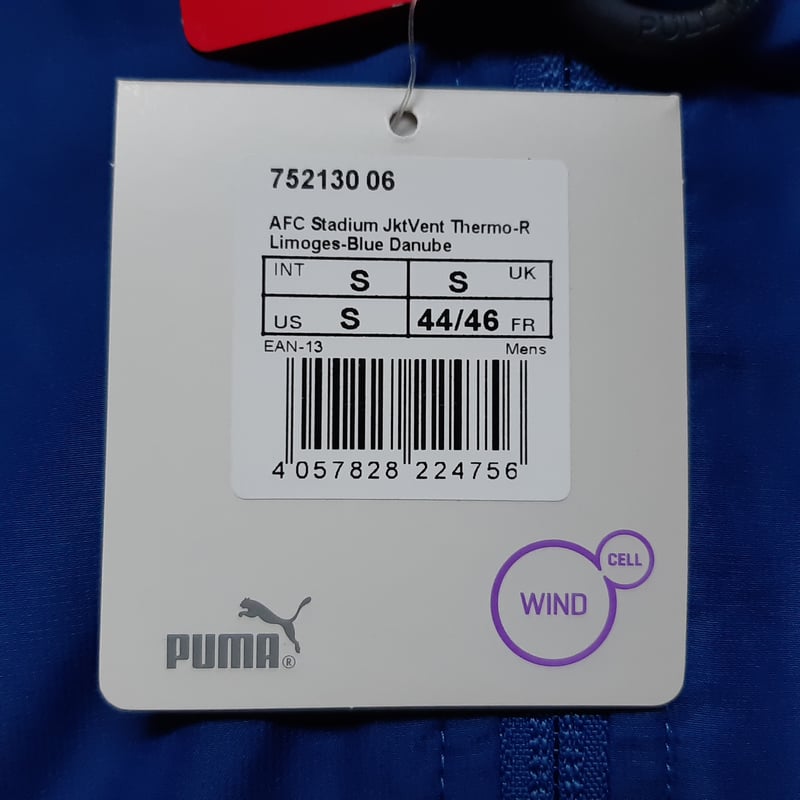 PULL
752130 06
AFC Stadium JktVent Thermo-R
Limoges-Blue Danube
INT S S UK
US S 44/46 FR
EAN-13 Mens
4 057828 224756
CELL
WIND
PUMA®